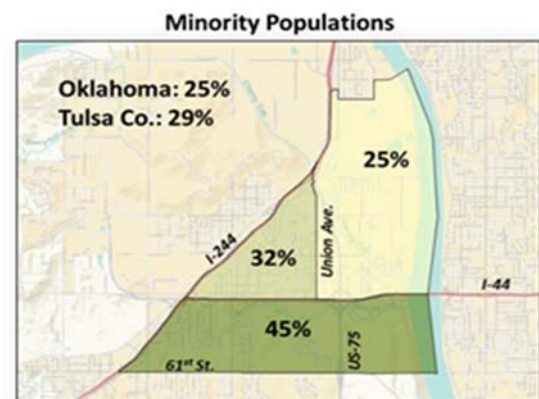 Minority Populations
Oklahoma: 25%
Tulsa Co.: 29%
25%
I-244
32%
Union Ave.
I-44
45%
61st St.
US-75